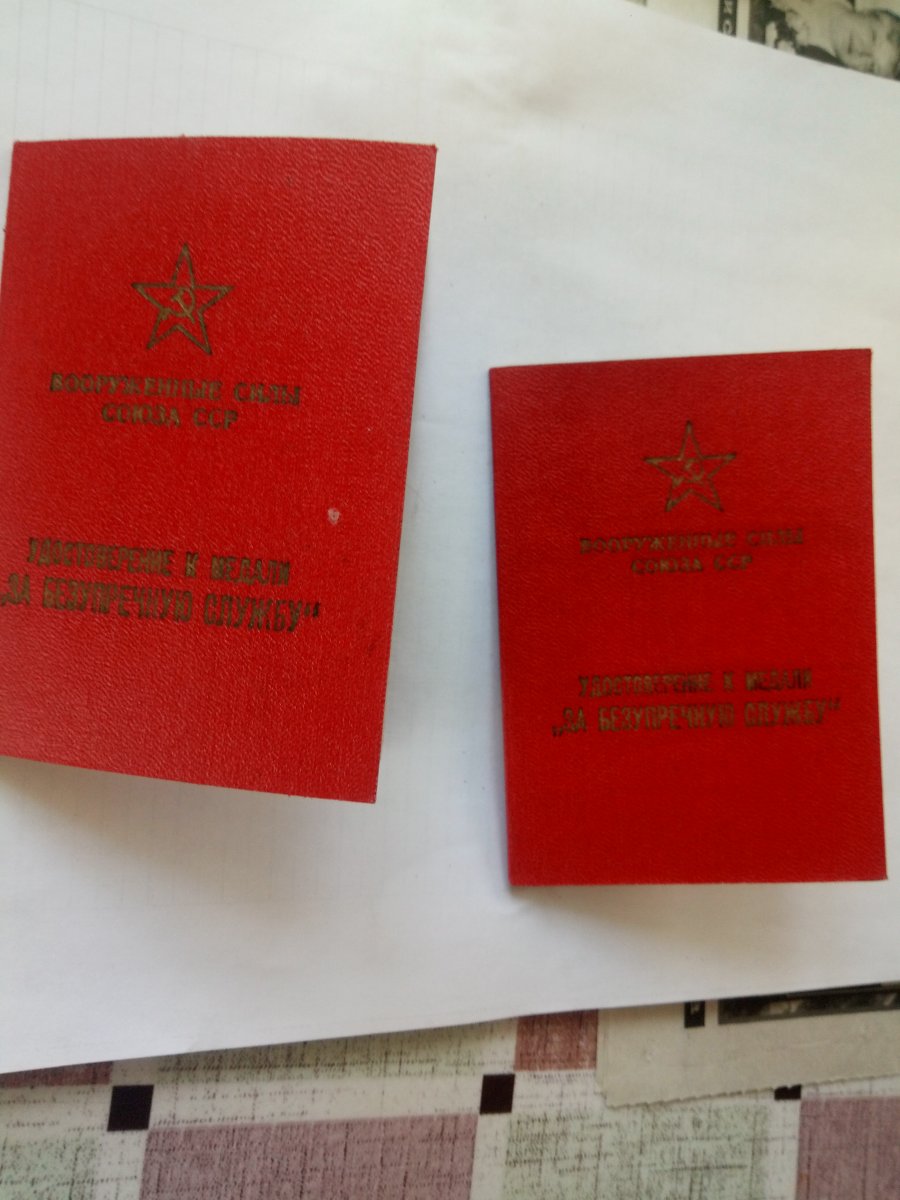 ВООРУЖЕННЫЕ СИЛЫ
СОЮЗА ССР
УДОСТОВЕРЕНИЕ К МЕДАЛИ
„ЗА БЕЗУПРЕЧНУЮ СЛУЖБУ“
ВООРУЖЕННЫЕ СИЛЫ
СОЮЗА ССР
УДОСТОВЕРЕНИЕ К МЕДАЛИ
„ЗА БЕЗУПРЕЧНУЮ СЛУЖБУ“